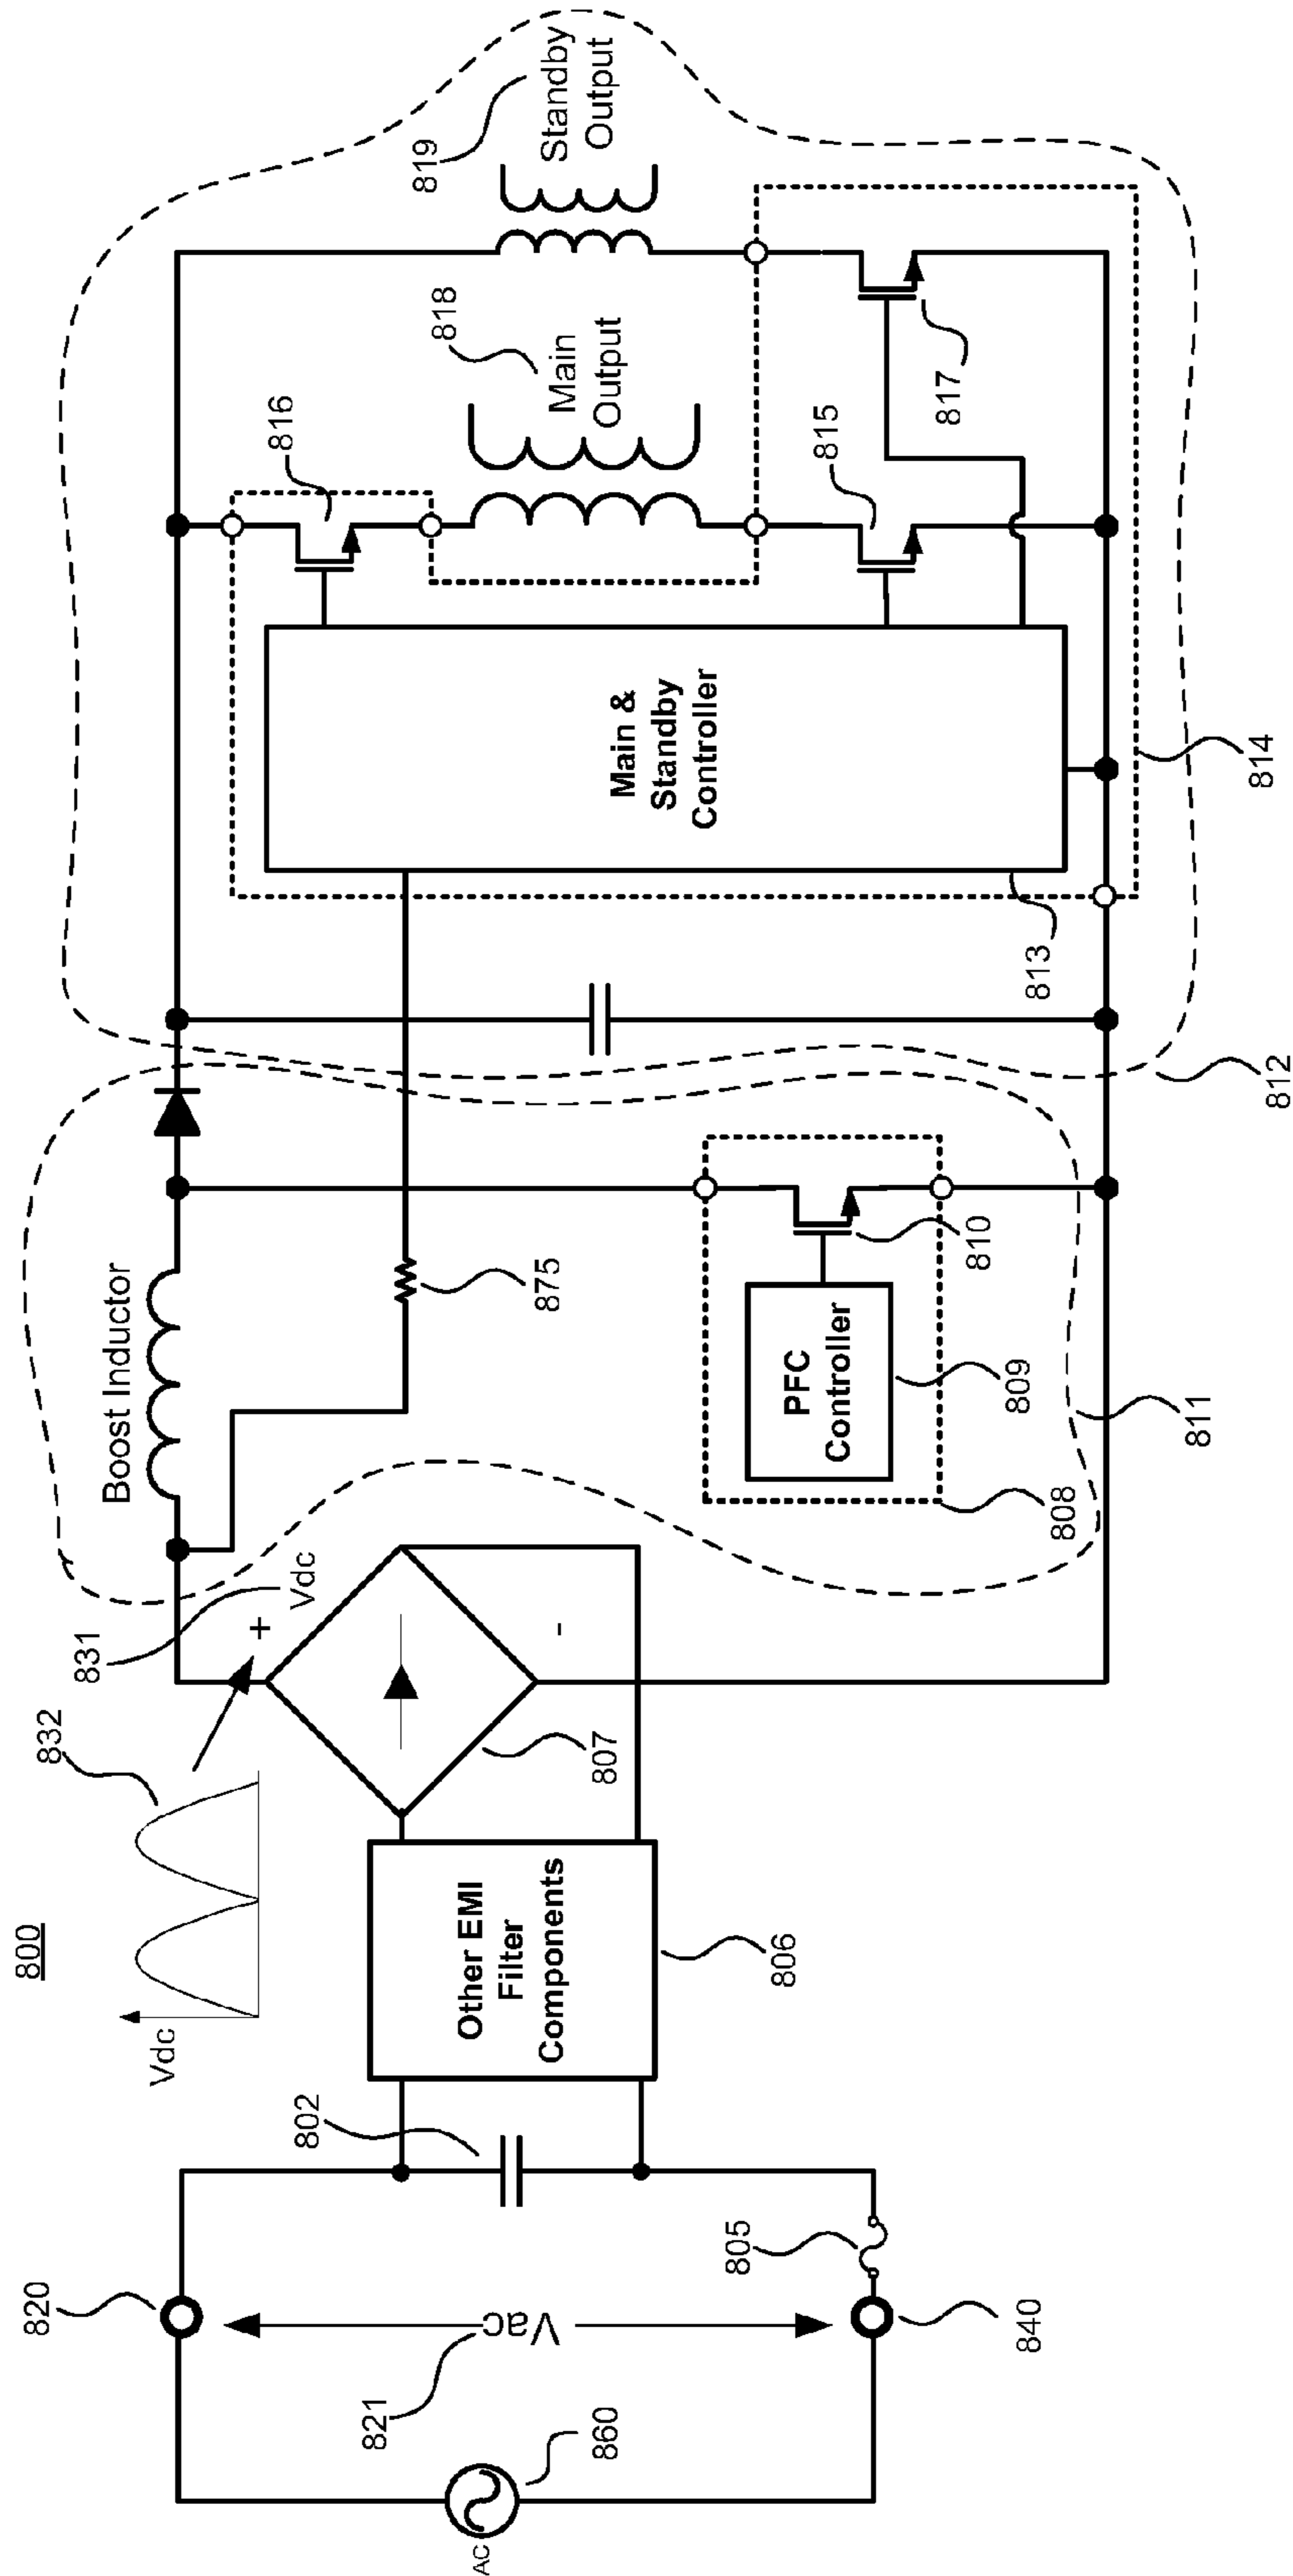 800
832
Vdc
831
+
Vdc
-
Boost Inductor
820
Vac
821
AC
860
840
805
802
Other EMI
Filter
Components
806
807
875
PFC
Controller
809
810
808
811
812
813
Main &
Standby
Controller
814
815
816
817
818
Main
Output
819
Standby
Output